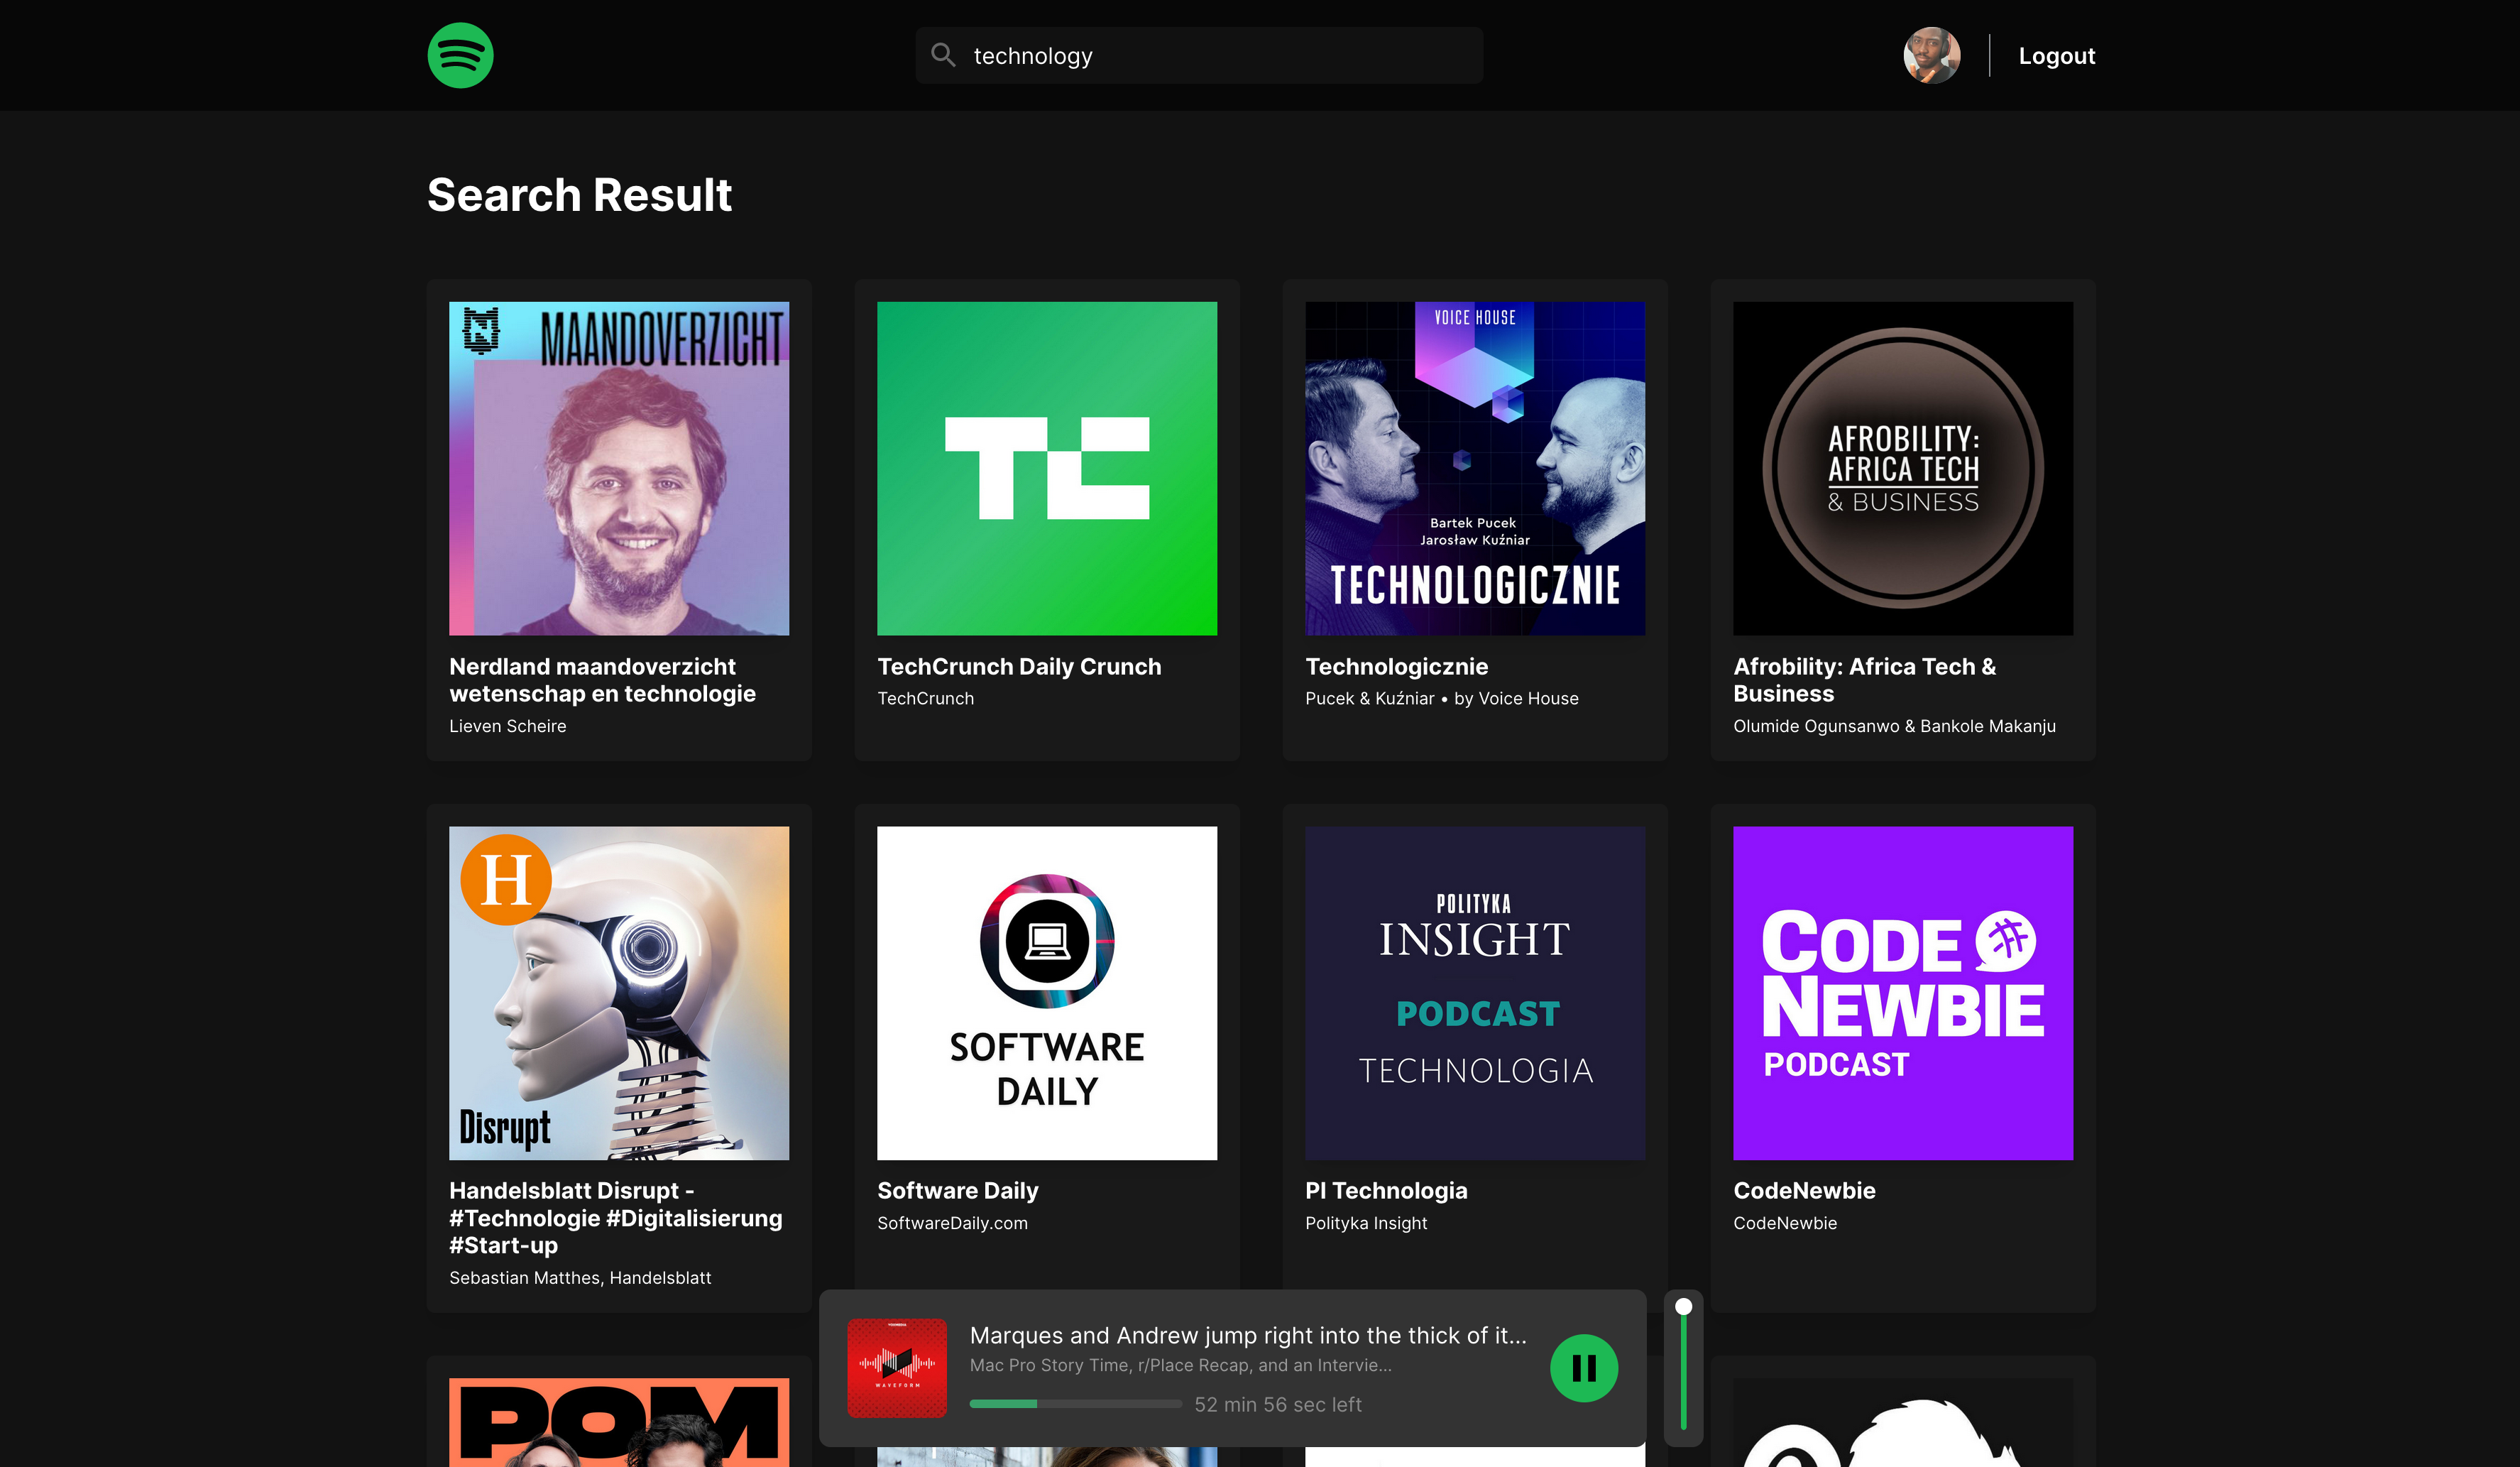 technology
Logout
Search Result
MAANDOVERZICHT
Nerdland maandoverzicht
wetenschap en technologie
Lieven Scheire
TC
TechCrunch Daily Crunch
TechCrunch
VOICE HOUSE
Bartek Pucek
Jarosław Kuźniar
TECHNOLOGICZNIE
Technologicznie
Pucek & Kuźniar • by Voice House
AFROBILITY:
AFRICA TECH
& BUSINESS
Afrobility: Africa Tech &
Business
Olumide Ogunsanwo & Bankole Makanju
H
Disrupt
Handelsblatt Disrupt -
#Technologie #Digitalisierung
#Start-up
Sebastian Matthes, Handelsblatt
SOFTWARE
DAILY
Software Daily
SoftwareDaily.com
POLITYKA
INSIGHT
PODCAST
TECHNOLOGIA
PI Technologia
Polityka Insight
CODE
NEWBIE
PODCAST
CodeNewbie
CodeNewbie
WAVEFORM
Marques and Andrew jump right into the thick of it...
Mac Pro Story Time, r/Place Recap, and an Intervie...
52 min 56 sec left
POM